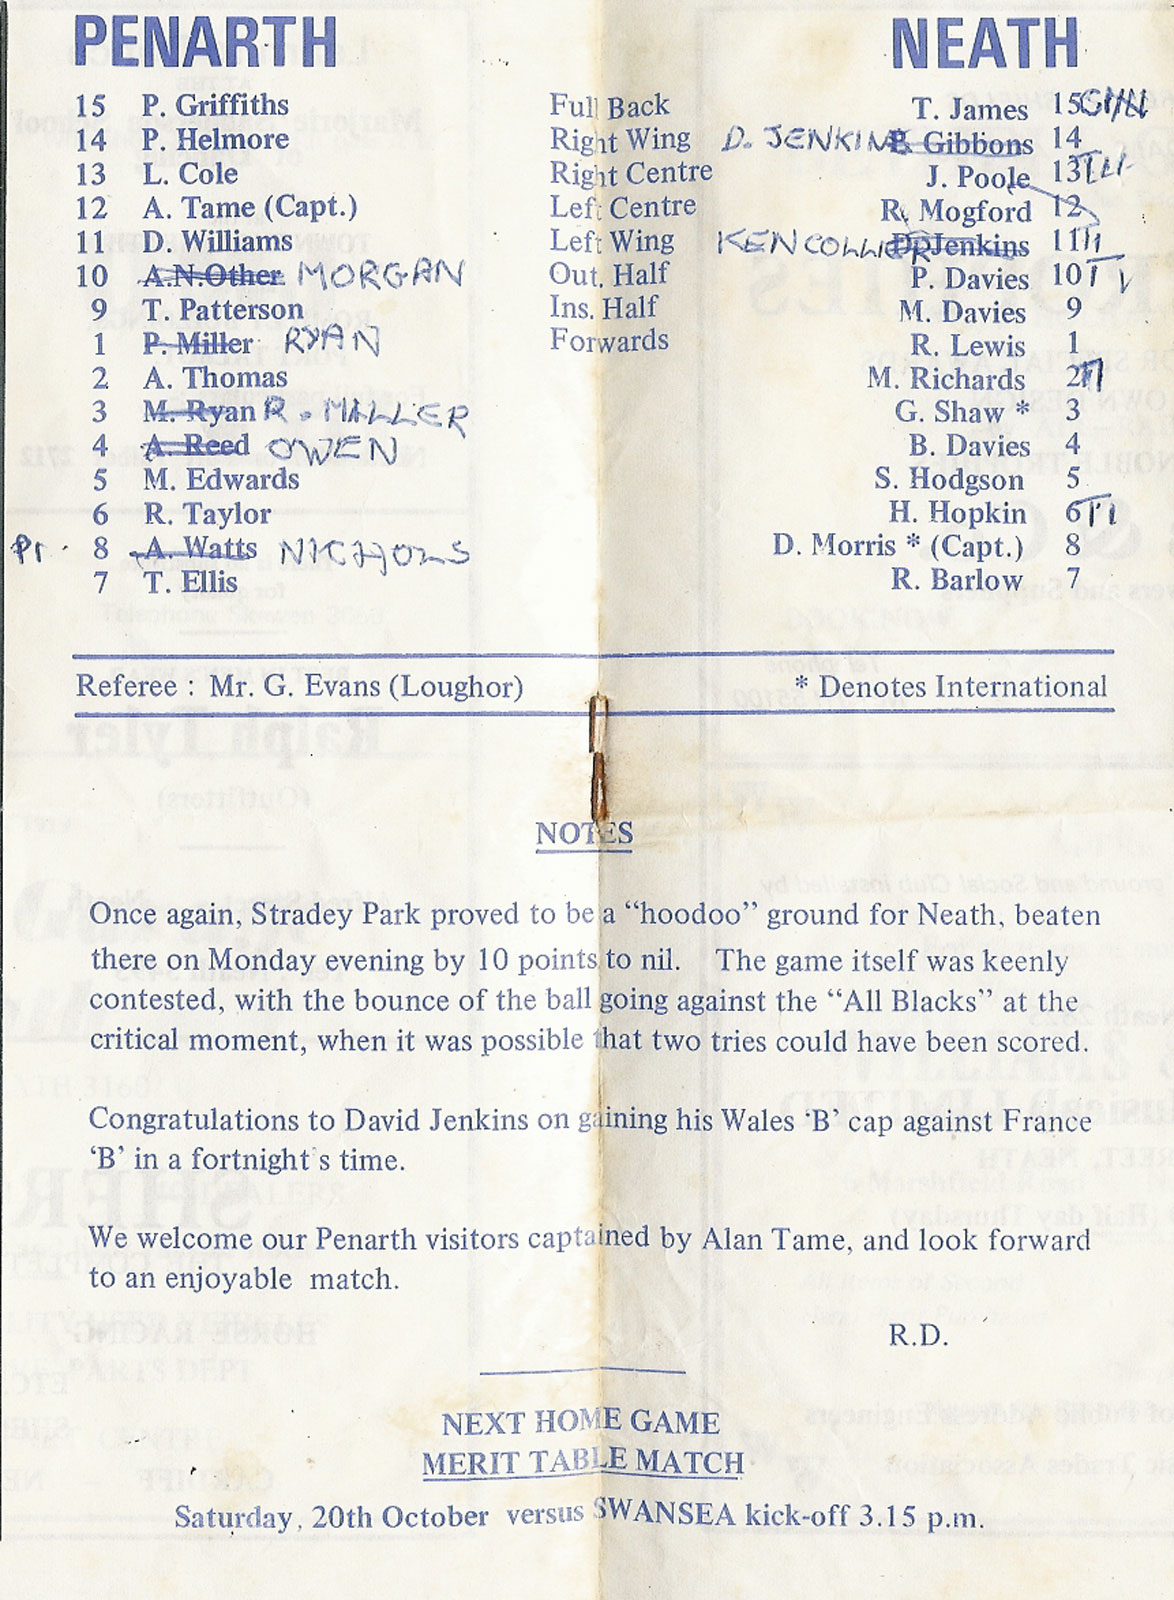 PENARTH NEATH
15 P. Griffiths Full Back T. James 15
14 P. Helmore Right Wing D. JENKINS B. Gibbons 14
13 L. Cole Right Centre J. Poole 13
12 A. Tame (Capt.) Left Centre R. Mogford 12
11 D. Williams Left Wing KEN COLLIER D. Jenkins 11
10 A.N.Other MORGAN Out. Half P. Davies 10
9 T. Patterson Ins. Half M. Davies 9
1 P. Miller RYAN Forwards R. Lewis 1
2 A. Thomas M. Richards 2
3 M. Ryan R. MILLER G. Shaw * 3
4 A. Reed OWEN B. Davies 4
5 M. Edwards S. Hodgson 5
6 R. Taylor H. Hopkin 6
8 A. Watts NICHOLS D. Morris * (Capt.) 8
7 T. Ellis R. Barlow 7
Referee : Mr. G. Evans (Loughor) * Denotes International
NOTES
Once again, Stradey Park proved to be a “hoodoo” ground for Neath, beaten
there on Monday evening by 10 points to nil. The game itself was keenly
contested, with the bounce of the ball going against the “All Blacks” at the
critical moment, when it was possible that two tries could have been scored.
Congratulations to David Jenkins on gaining his Wales ‘B’ cap against France
‘B’ in a fortnight's time.
We welcome our Penarth visitors captained by Alan Tame, and look forward
to an enjoyable match.
R.D.
NEXT HOME GAME
MERIT TABLE MATCH
Saturday, 20th October versus SWANSEA kick-off 3.15 p.m.